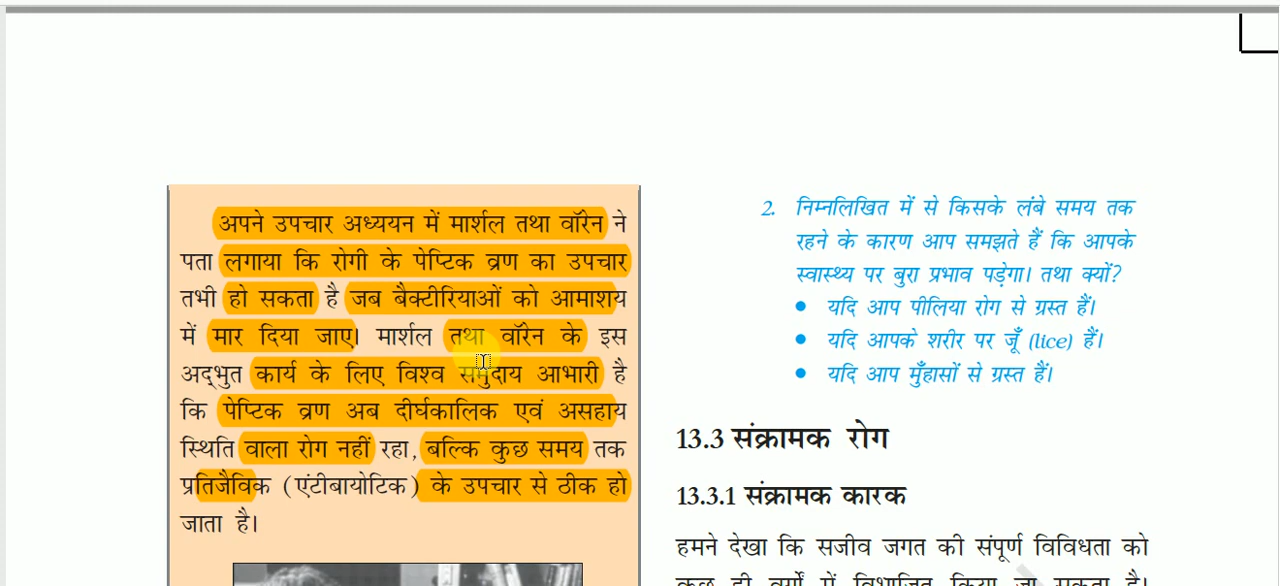 अपने उपचार अध्ययन में मार्शल तथा वॉरेन ने
पता लगाया कि रोगी के पेप्टिक व्रण का उपचार
तभी हो सकता है जब बैक्टीरियाओं को आमाशय
में मार दिया जाए। मार्शल तथा वॉरेन के इस
अद्भुत कार्य के लिए विश्व समुदाय आभारी है
कि पेप्टिक व्रण अब दीर्घकालिक एवं असहाय
स्थिति वाला रोग नहीं रहा, बल्कि कुछ समय तक
प्रतिजैविक (एंटीबायोटिक) के उपचार से ठीक हो
जाता है।
2. निम्नलिखित में से किसके लंबे समय तक
रहने के कारण आप समझते हैं कि आपके
स्वास्थ्य पर बुरा प्रभाव पड़ेगा। तथा क्यों?
• यदि आप पीलिया रोग से ग्रस्त हैं।
• यदि आपके शरीर पर जूँ (lice) हैं।
• यदि आप मुँहासों से ग्रस्त हैं।
13.3 संक्रामक रोग
13.3.1 संक्रामक कारक
हमने देखा कि सजीव जगत की संपूर्ण विविधता को
कुछ ही वर्गों में विभाजित किया जा सकता है।